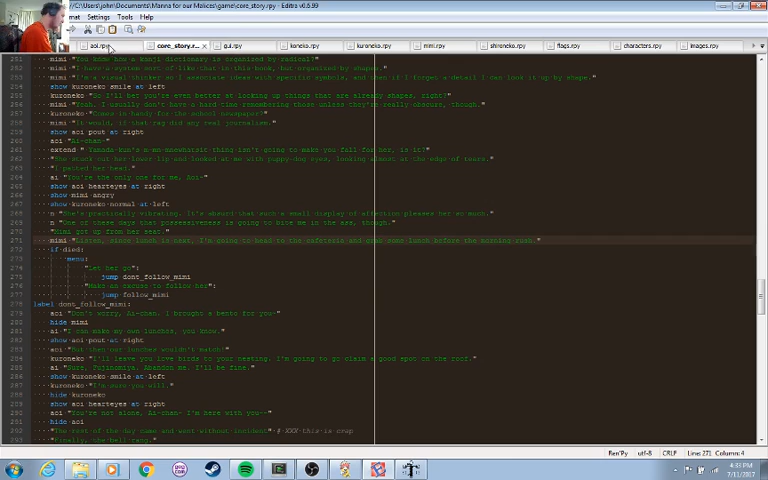 //C:\Users\john\Documents\Manna for our Malices\game\core_story.rpy - Editra v0.6.99
mat Settings Tools Help
aoi.rpy core_story.r... gui.rpy koneko.rpy kuroneko.rpy mimi.rpy shironeko.rpy flags.rpy characters.rpy images.rpy
251 mimi "You know how a kanji dictionary is organised by radical?"
252 mimi "I have a system sort of like that in this book, but organised by shapes."
253 mimi "I'm a visual thinker so I associate ideas with specific symbols, and then if I forget a detail I can look it up by shape."
254 show kuroneko smile at left
255 kuroneko "So I'll bet you're even better at looking up things that are already shapes, right?"
256 mimi "Yeah. I usually don't have a hard time remembering those unless they're really obscure, though."
257 kuroneko "Comes in handy for the school newspaper?"
258 mimi "It would, if that rag did any real journalism."
259 show aoi pout at right
260 aoi "Ai-chan~"
261 extend " Yamada-kun's m-mn-mnewhirsit thing isn't going to make you fall for her, is it?"
262 "She stuck out her lower lip and looked at me with puppy-dog eyes, looking almost at the edge of tears."
263 "I patted her head."
264 ai "You're the only one for me, Aoi~"
265 show aoi hearteyes at right
266 show mimi angry
267 show kuroneko normal at left
268 n "She's practically vibrating. It's absurd that such a small display of affection pleases her so much."
269 n "One of these days that possessiveness is going to bite me in the ass, though."
270 "Mimi got up from her seat."
271 mimi "Listen, since lunch is next, I'm going to head to the cafeteria and grab some lunch before the morning rush."
272 if died:
273 menu:
274 "Let her go":
275 jump dont_follow_mimi
276 "Make an excuse to follow her":
277 jump follow_mimi
278 label dont_follow_mimi:
279 aoi "Don't worry, Ai-chan. I brought a bento for you~"
280 hide mimi
281 ai "I can make my own lunches, you know."
282 show aoi pout at right
283 aoi "But then our lunches wouldn't match!"
284 kuroneko "I'll leave you love birds to your nesting. I'm going to go claim a good spot on the roof."
285 ai "Sure, Fujinomiya. Abandon me. I'll be fine."
286 show kuroneko smile at left
287 kuroneko "I'm sure you will."
288 hide kuroneko
289 show aoi hearteyes at right
290 aoi "You're not alone, Ai-chan~ I'm here with you~~"
291 hide aoi
292 "The rest of the day came and went without incident" # XXX this is crap
293 "Finally, the bell rang."
Ren'Py utf-8 CRLF Line: 271 Column: 4
4:33 PM
7/11/2017